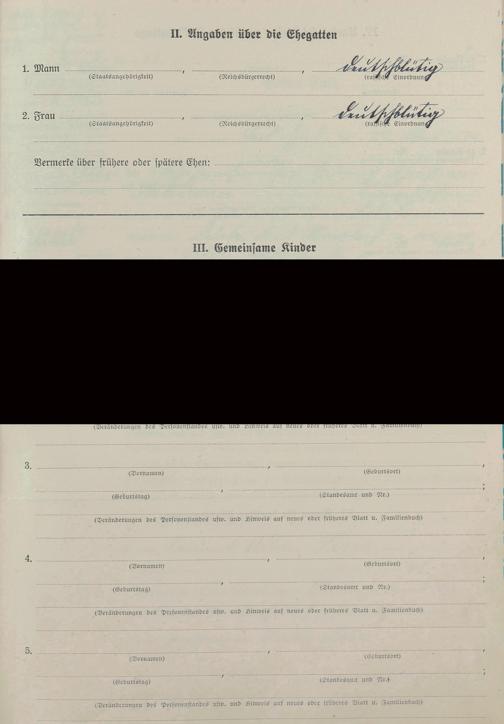 II. Angaben über die Ehegatten
1. Mann , , deutschblütig
(Staatsangehörigkeit) (Reichsbürgerrecht) (rassische Einordnung)
2. Frau , , deutschblütig
(Staatsangehörigkeit) (Reichsbürgerrecht) (rassische Einordnung)
Vermerke über frühere oder spätere Ehen:
III. Gemeinsame Kinder
(Veränderungen des Personenstandes usw. und Hinweis auf neues oder früheres Blatt u. Familienbuch)
3. , ,
(Vornamen) (Geburtsort)
, ;
(Geburtstag) (Standesamt und Nr.)
(Veränderungen des Personenstandes usw. und Hinweis auf neues oder früheres Blatt u. Familienbuch)
4. , ,
(Vornamen) (Geburtsort)
, ;
(Geburtstag) (Standesamt und Nr.)
(Veränderungen des Personenstandes usw. und Hinweis auf neues oder früheres Blatt u. Familienbuch)
5. , ,
(Vornamen) (Geburtsort)
, ;
(Geburtstag) (Standesamt und Nr.)
(Veränderungen des Personenstandes usw. und Hinweis auf neues oder früheres Blatt u. Familienbuch)